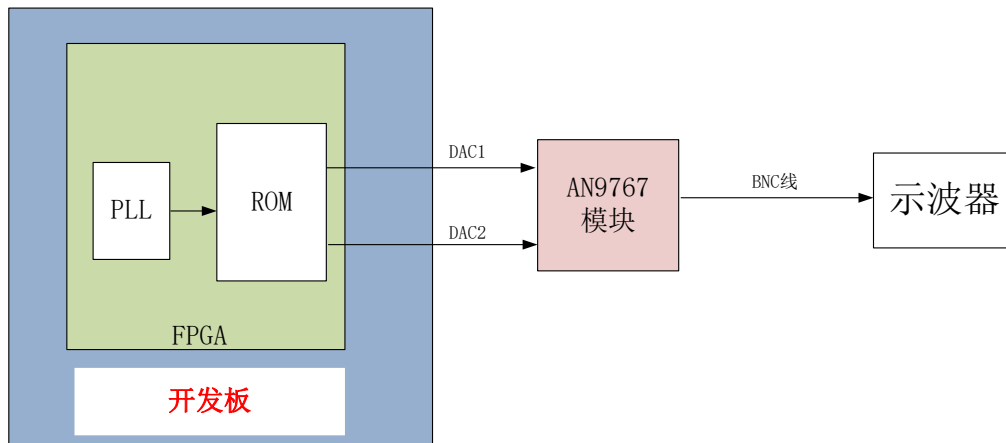 PLL
ROM
FPGA
开发板
DAC1
DAC2
AN9767
模块
BNC线
示波器